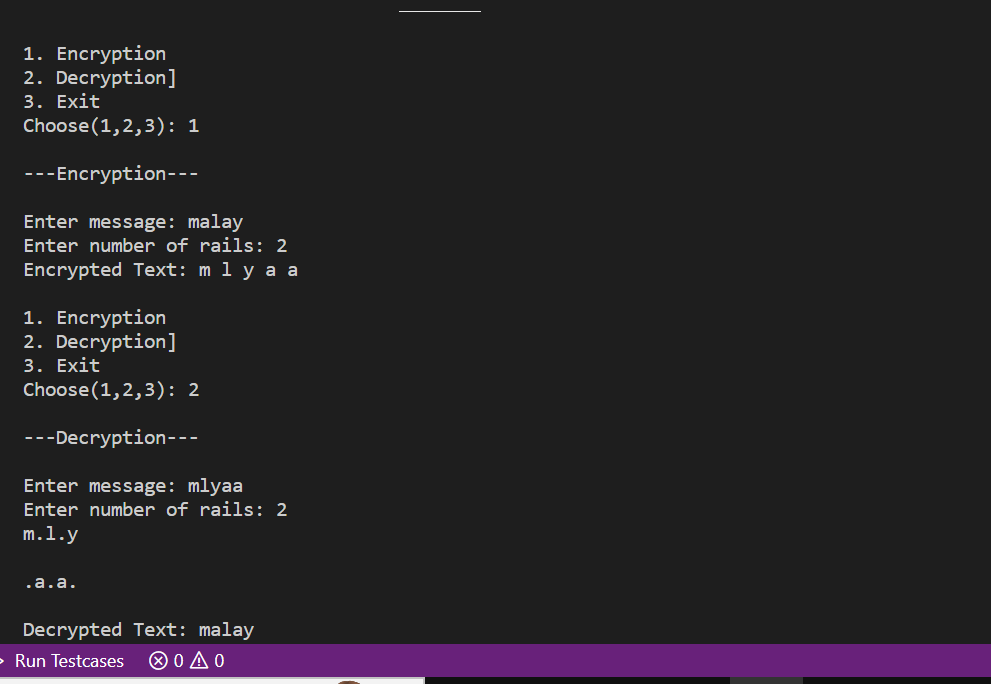 1. Encryption
2. Decryption]
3. Exit
Choose(1,2,3): 1
---Encryption---
Enter message: malay
Enter number of rails: 2
Encrypted Text: m l y a a
1. Encryption
2. Decryption]
3. Exit
Choose(1,2,3): 2
---Decryption---
Enter message: mlyaa
Enter number of rails: 2
m.l.y
.a.a.
Decrypted Text: malay
Run Testcases 0 0